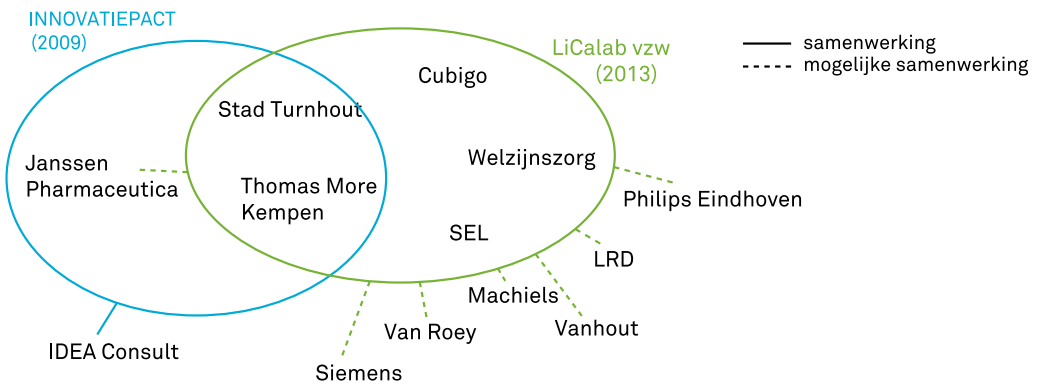 INNOVATIEPACT
(2009)
LiCalab vzw
(2013)
samenwerking
mogelijke samenwerking
Cubigo
Stad Turnhout
Janssen
Pharmaceutica
Welzijnszorg
Thomas More
Kempen
Philips Eindhoven
SEL
LRD
Machiels
Vanhout
Van Roey
IDEA Consult
Siemens